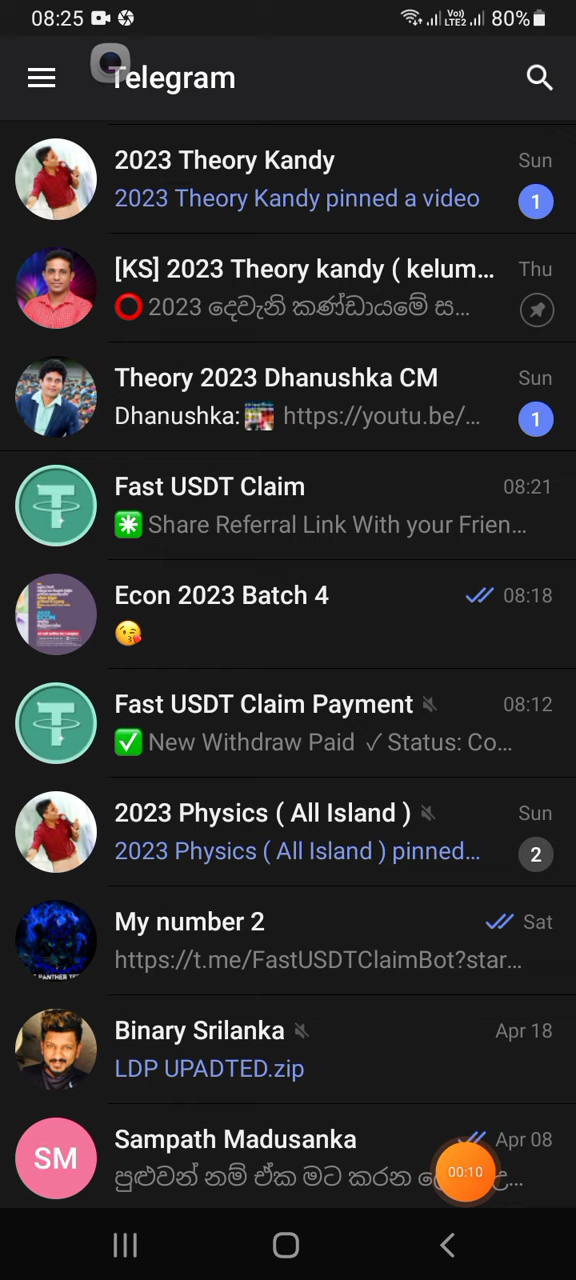 08:25
Vo))
LTE2
80%
Telegram
2023 Theory Kandy
Sun
2023 Theory Kandy pinned a video
1
[KS] 2023 Theory kandy ( kelum...
Thu
2023 දෙවැනි කණ්ඩායමේ ස...
Theory 2023 Dhanushka CM
Sun
Dhanushka: https://youtu.be/...
1
Fast USDT Claim
08:21
Share Referral Link With your Frien...
Econ 2023 Batch 4
08:18
ECON
Fast USDT Claim Payment
08:12
New Withdraw Paid ✓ Status: Co...
2023 Physics ( All Island )
Sun
2023 Physics ( All Island ) pinned...
2
My number 2
Sat
https://t.me/FastUSDTClaimBot?star...
Binary Srilanka
Apr 18
LDP UPADTED.zip
SM
Sampath Madusanka
Apr 08
පුළුවන් නම් ඒක මට කරන
00:10